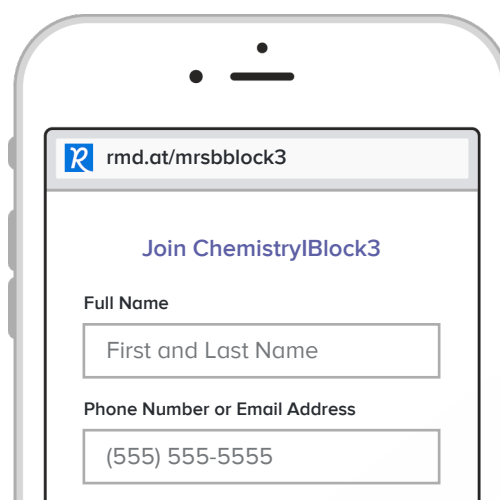 rmd.at/mrsbblock3
Join ChemistryIBlock3
Full Name
First and Last Name
Phone Number or Email Address
(555) 555-5555